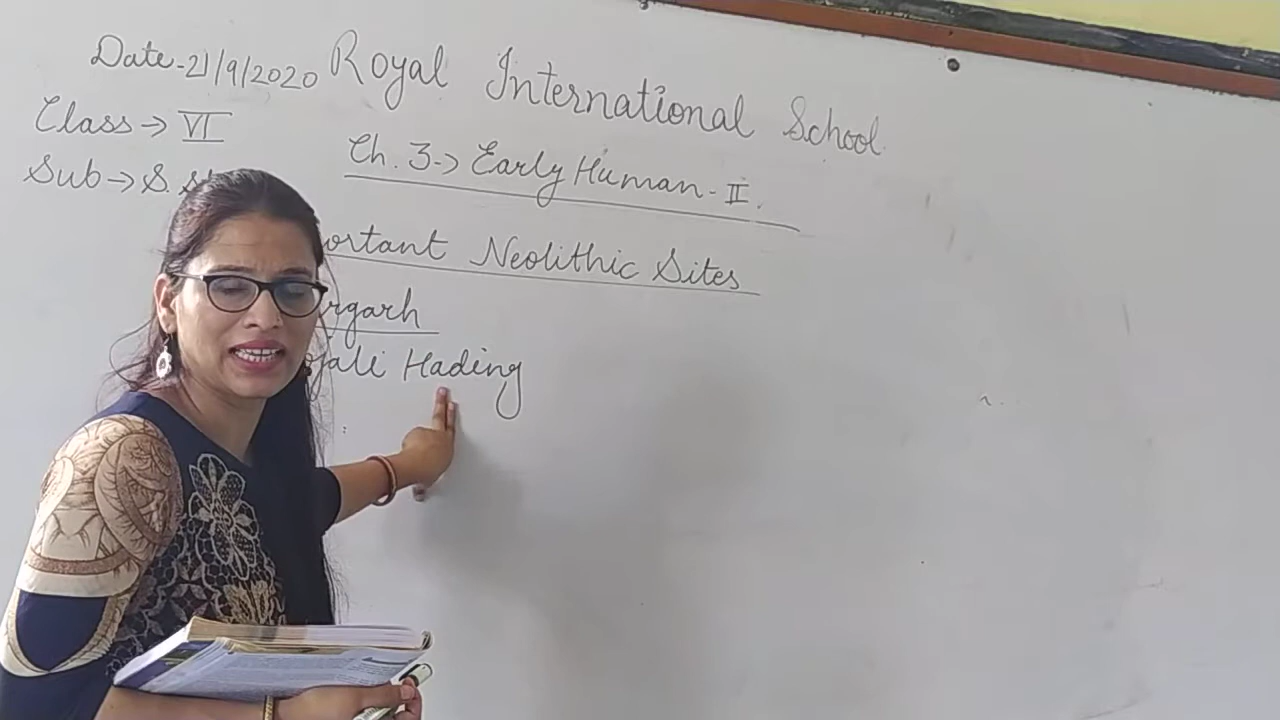 Date-21/9/2020 Royal International School
Class→ VI
Sub→ S. St
Ch. 3→ Early Human-II.
ortant Neolithic Sites
rgarh
ojali Hading